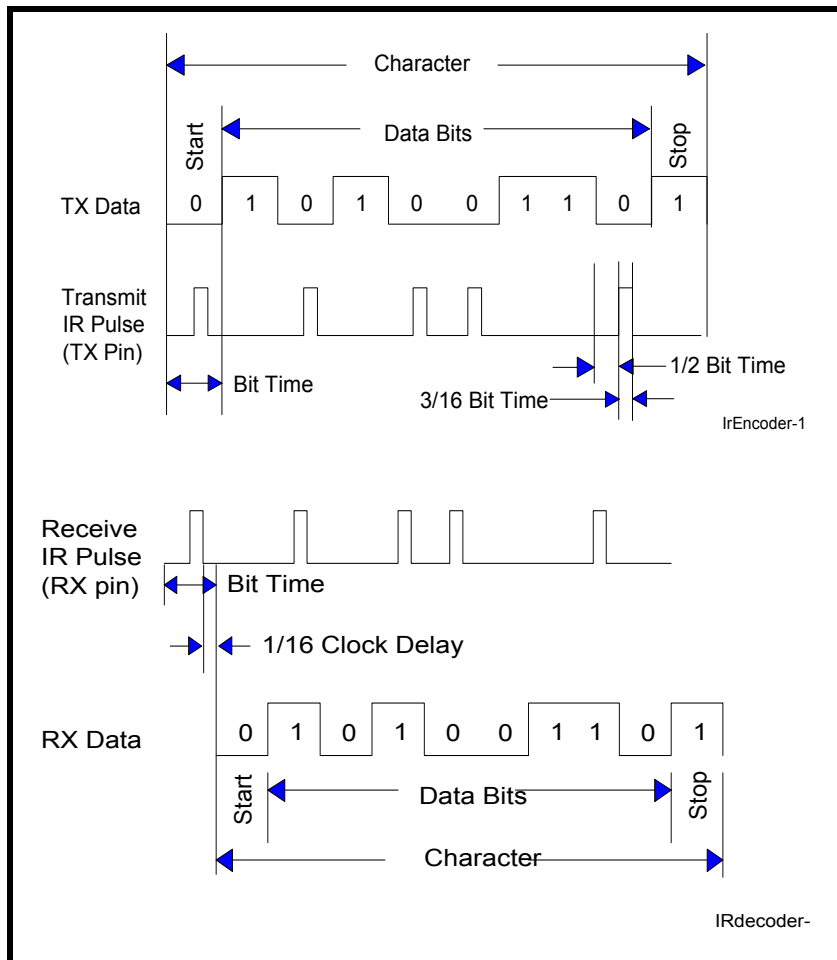 Character
Start
Data Bits
Stop
TX Data
0 1 0 1 0 0 1 1 0 1
Transmit
IR Pulse
(TX Pin)
Bit Time
1/2 Bit Time
3/16 Bit Time
IrEncoder-1
Receive
IR Pulse
(RX pin)
Bit Time
1/16 Clock Delay
RX Data
0 1 0 1 0 0 1 1 0 1
Start
Data Bits
Stop
Character
IRdecoder-